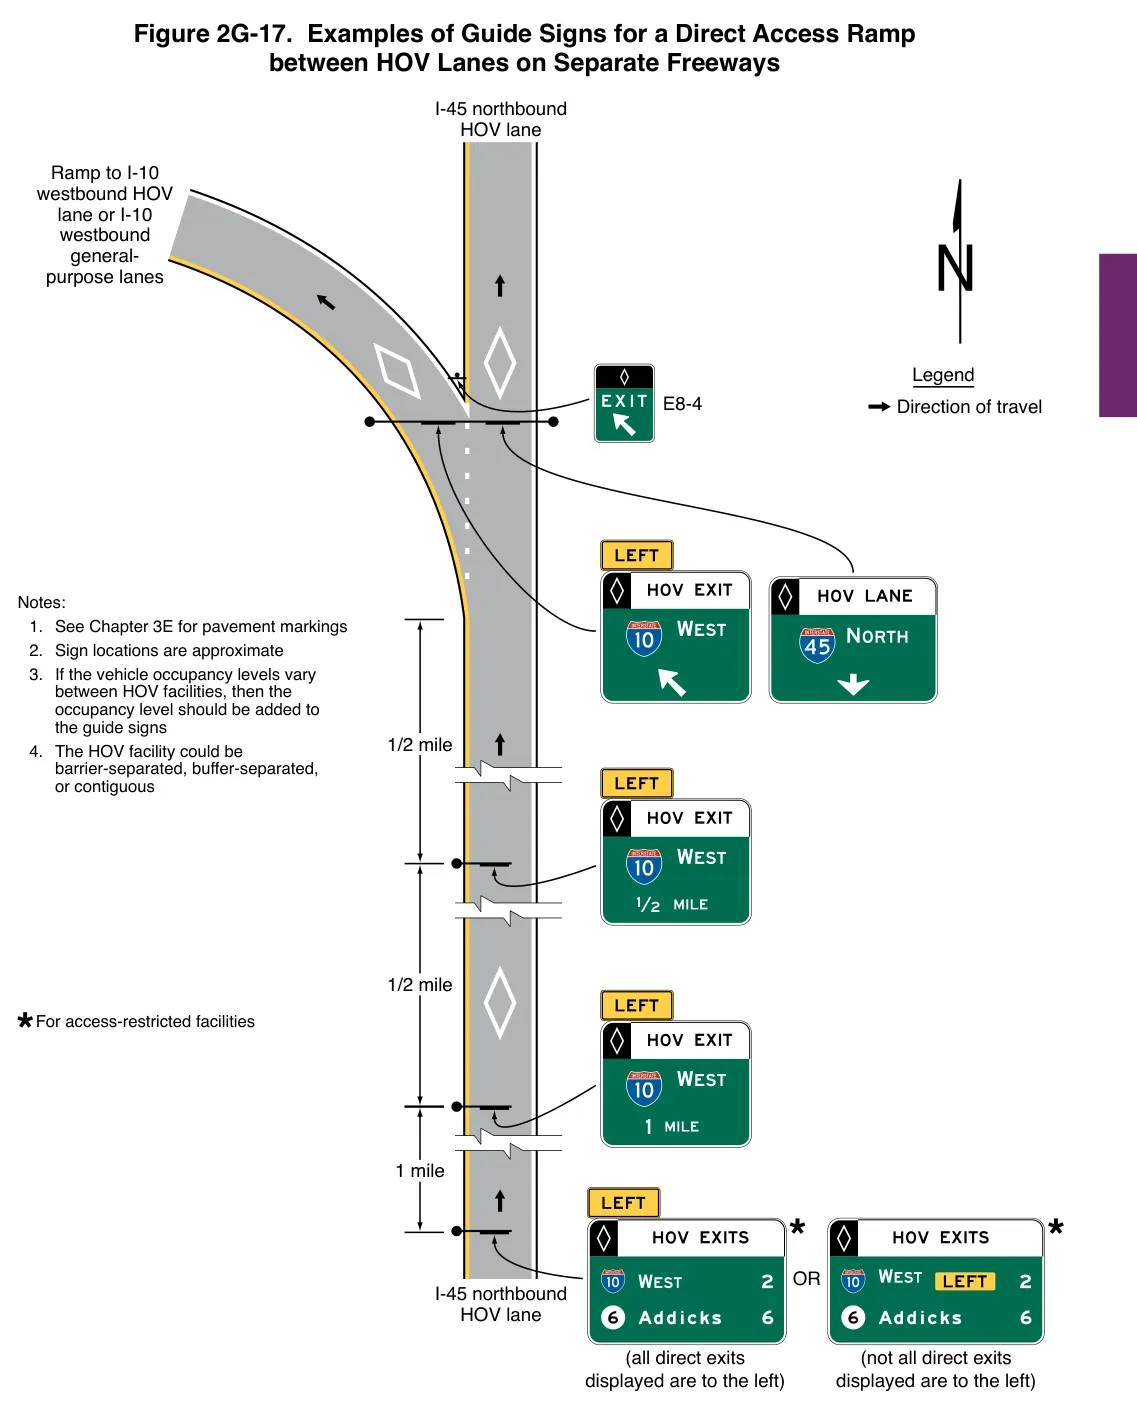 Figure 2G-17.  Examples of Guide Signs for a Direct Access Ramp
between HOV Lanes on Separate Freeways
I-45 northbound
HOV lane
Ramp to I-10
westbound HOV
lane or I-10
westbound
general-
purpose lanes
N
Legend
Direction of travel
EXIT
E8-4
LEFT
HOV EXIT
INTERSTATE
10 WEST
HOV LANE
INTERSTATE
45 NORTH
Notes:
1. See Chapter 3E for pavement markings
2. Sign locations are approximate
3. If the vehicle occupancy levels vary
between HOV facilities, then the
occupancy level should be added to
the guide signs
4. The HOV facility could be
barrier-separated, buffer-separated,
or contiguous
1/2 mile
LEFT
HOV EXIT
INTERSTATE
10 WEST
1/2 MILE
1/2 mile
* For access-restricted facilities
LEFT
HOV EXIT
INTERSTATE
10 WEST
1 MILE
1 mile
LEFT
HOV EXITS *
10 WEST 2
6 Addicks 6
OR
HOV EXITS *
10 WEST LEFT 2
6 Addicks 6
I-45 northbound
HOV lane
(all direct exits
displayed are to the left)
(not all direct exits
displayed are to the left)